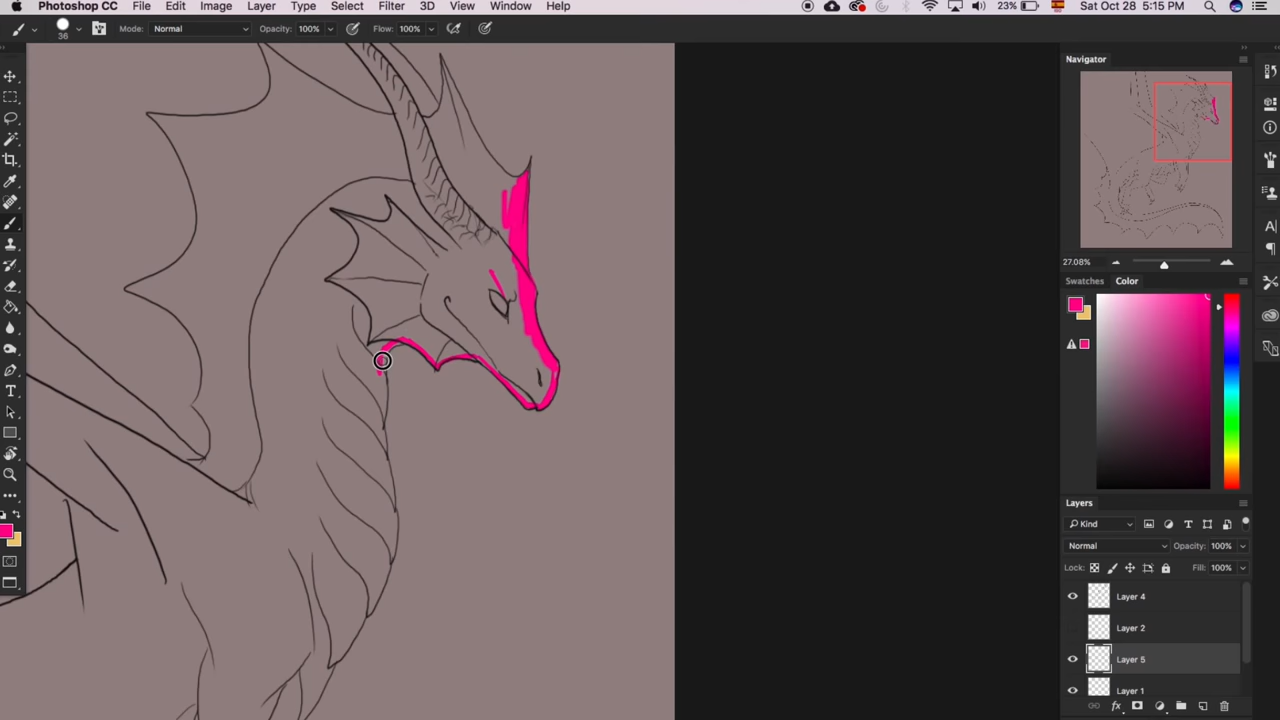 Photoshop CC File Edit Image Layer Type Select Filter 3D View Window Help 23% Sat Oct 28 5:15 PM
36 Mode: Normal Opacity: 100% Flow: 100%
Navigator
27.08%
Swatches Color
Layers
Kind
Normal Opacity: 100%
Lock: Fill: 100%
Layer 4
Layer 2
Layer 5
Layer 1
fx